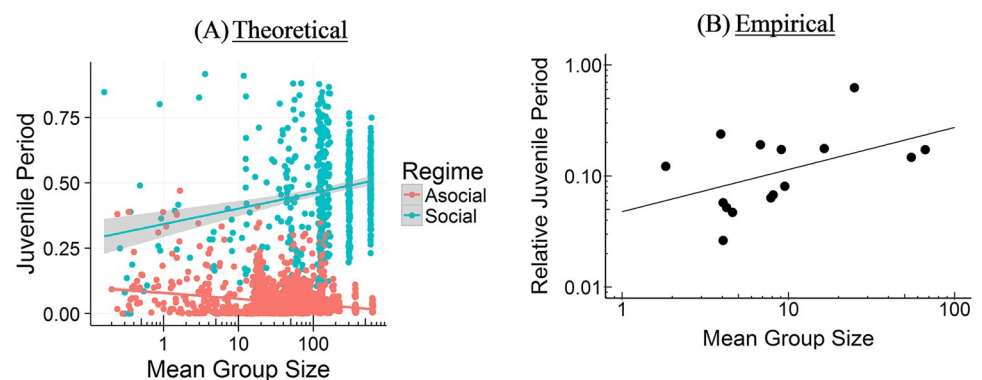 (A) Theoretical
Juvenile Period
0.75
0.50
0.25
0.00
1
10
100
Mean Group Size
Regime
Asocial
Social
(B) Empirical
Relative Juvenile Period
1.00
0.10
0.01
1
10
100
Mean Group Size